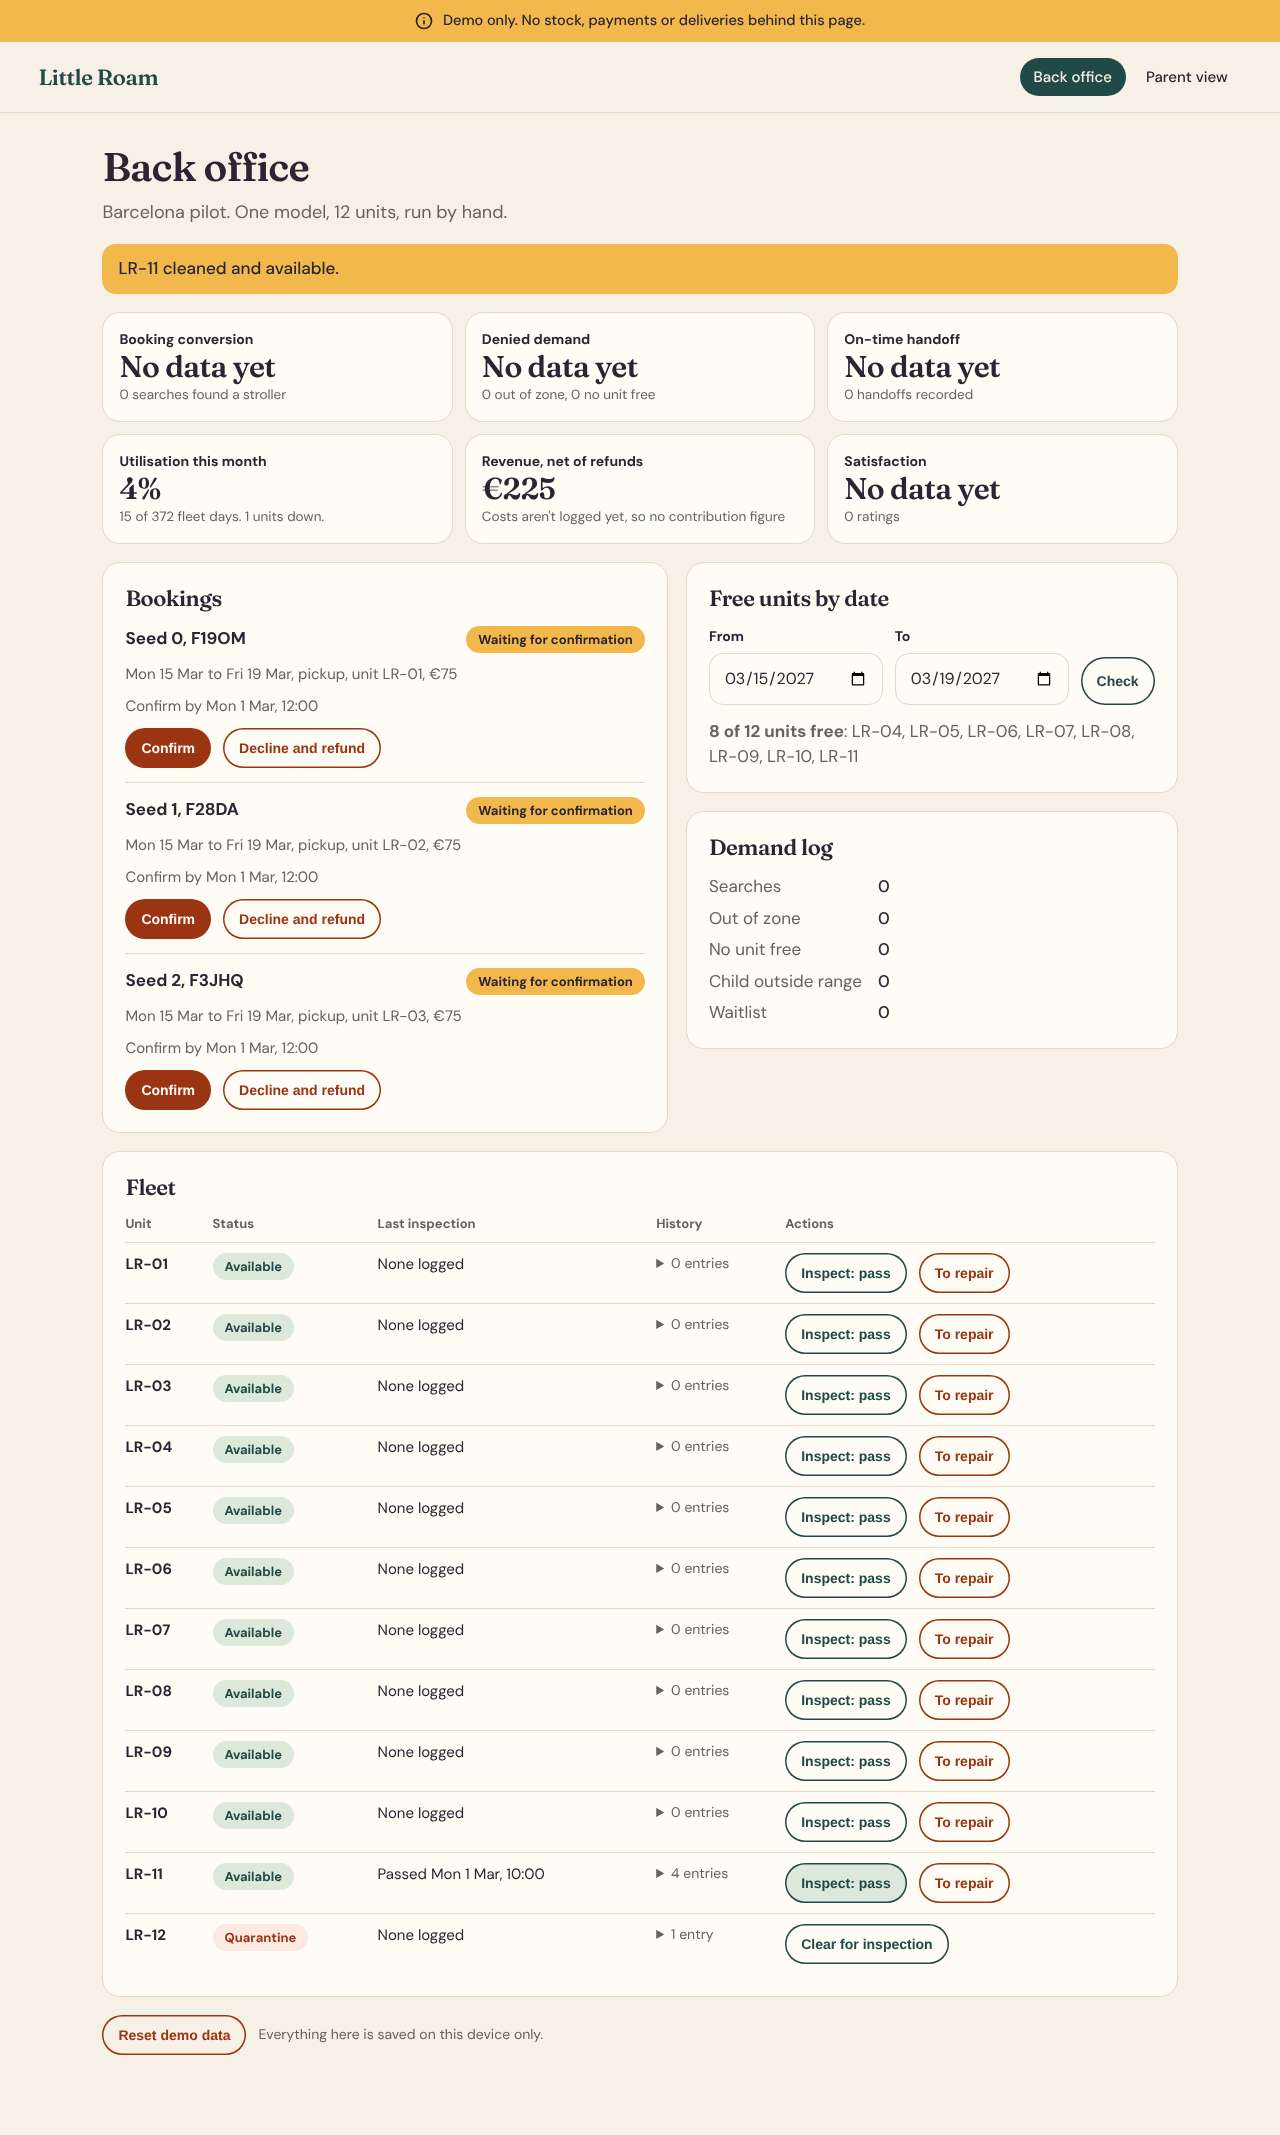 Demo only. No stock, payments or deliveries behind this page.
Little Roam
Back office
Parent view
Back office
Barcelona pilot. One model, 12 units, run by hand.
LR-11 cleaned and available.
Booking conversion
No data yet
0 searches found a stroller
Denied demand
No data yet
0 out of zone, 0 no unit free
On-time handoff
No data yet
0 handoffs recorded
Utilisation this month
4%
15 of 372 fleet days. 1 units down.
Revenue, net of refunds
€225
Costs aren't logged yet, so no contribution figure
Satisfaction
No data yet
0 ratings
Bookings
Seed 0, F19OM
Waiting for confirmation
Mon 15 Mar to Fri 19 Mar, pickup, unit LR-01, €75
Confirm by Mon 1 Mar, 12:00
Confirm
Decline and refund
Seed 1, F28DA
Waiting for confirmation
Mon 15 Mar to Fri 19 Mar, pickup, unit LR-02, €75
Confirm by Mon 1 Mar, 12:00
Confirm
Decline and refund
Seed 2, F3JHQ
Waiting for confirmation
Mon 15 Mar to Fri 19 Mar, pickup, unit LR-03, €75
Confirm by Mon 1 Mar, 12:00
Confirm
Decline and refund
Free units by date
From
To
03/15/2027
03/19/2027
Check
8 of 12 units free: LR-04, LR-05, LR-06, LR-07, LR-08,
LR-09, LR-10, LR-11
Demand log
Searches 0
Out of zone 0
No unit free 0
Child outside range 0
Waitlist 0
Fleet
Unit Status Last inspection History Actions
LR-01 Available None logged 0 entries Inspect: pass To repair
LR-02 Available None logged 0 entries Inspect: pass To repair
LR-03 Available None logged 0 entries Inspect: pass To repair
LR-04 Available None logged 0 entries Inspect: pass To repair
LR-05 Available None logged 0 entries Inspect: pass To repair
LR-06 Available None logged 0 entries Inspect: pass To repair
LR-07 Available None logged 0 entries Inspect: pass To repair
LR-08 Available None logged 0 entries Inspect: pass To repair
LR-09 Available None logged 0 entries Inspect: pass To repair
LR-10 Available None logged 0 entries Inspect: pass To repair
LR-11 Available Passed Mon 1 Mar, 10:00 4 entries Inspect: pass To repair
LR-12 Quarantine None logged 1 entry Clear for inspection
Reset demo data
Everything here is saved on this device only.